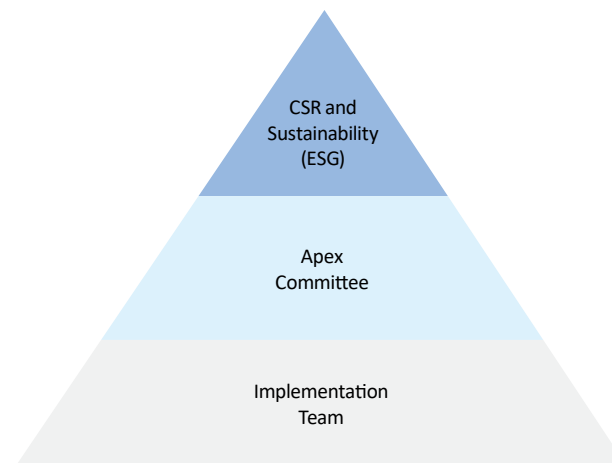 CSR and
Sustainability
(ESG)
Apex
Committee
Implementation
Team